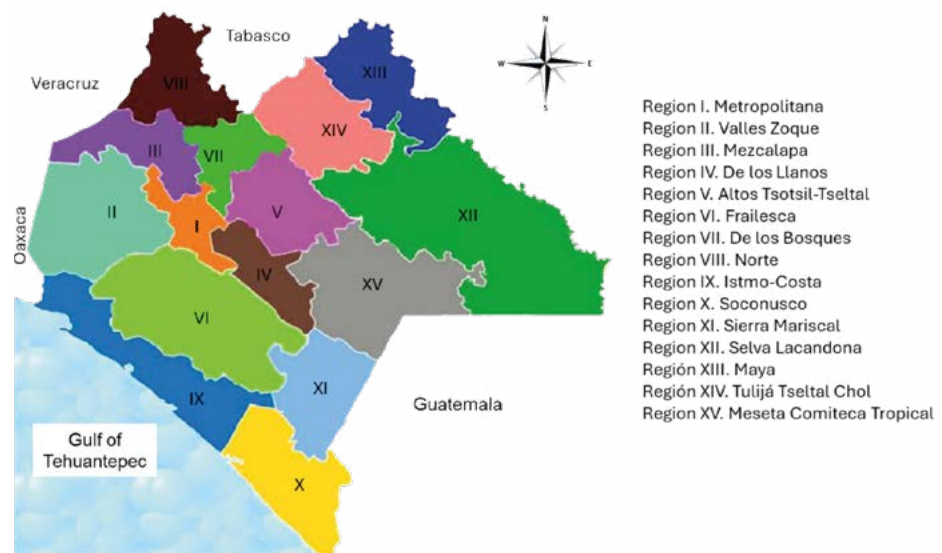 Tabasco
Veracruz
Oaxaca
Guatemala
Gulf of
Tehuantepec
VIII
XIII
XIV
III
VII
II
I
V
XII
IV
XV
VI
XI
IX
X
N
W
E
S
Region I. Metropolitana
Region II. Valles Zoque
Region III. Mezcalapa
Region IV. De los Llanos
Region V. Altos Tsotsil-Tseltal
Region VI. Frailesca
Region VII. De los Bosques
Region VIII. Norte
Region IX. Istmo-Costa
Region X. Soconusco
Region XI. Sierra Mariscal
Region XII. Selva Lacandona
Región XIII. Maya
Región XIV. Tulijá Tseltal Chol
Region XV. Meseta Comiteca Tropical